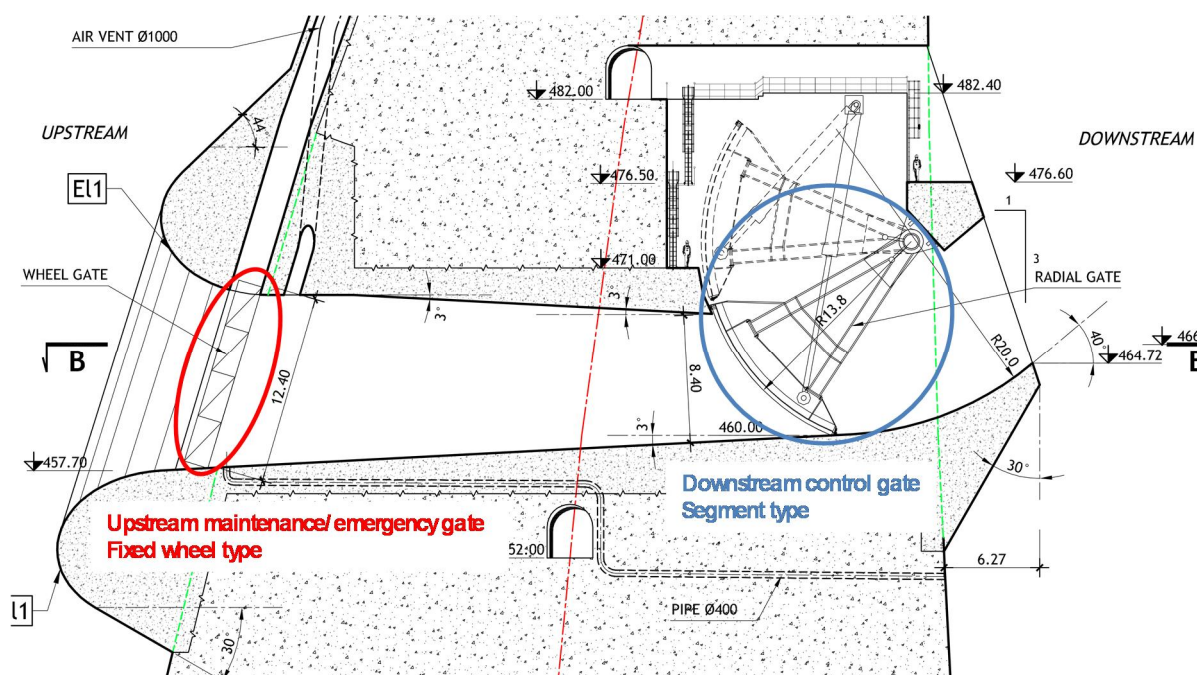 AIR VENT Ø1000
482.00
482.40
44
UPSTREAM
DOWNSTREAM
El1
476.50
476.60
1
3
471.00
WHEEL GATE
RADIAL GATE
3°
3
R13.8
R20.0
40°
B
12.40
8.40
466
464.72
3°
460.00
457.70
30°
Downstream control gate
Segment type
Upstream maintenance/ emergency gate
Fixed wheel type
52.00
6.27
PIPE Ø400
l1
30°